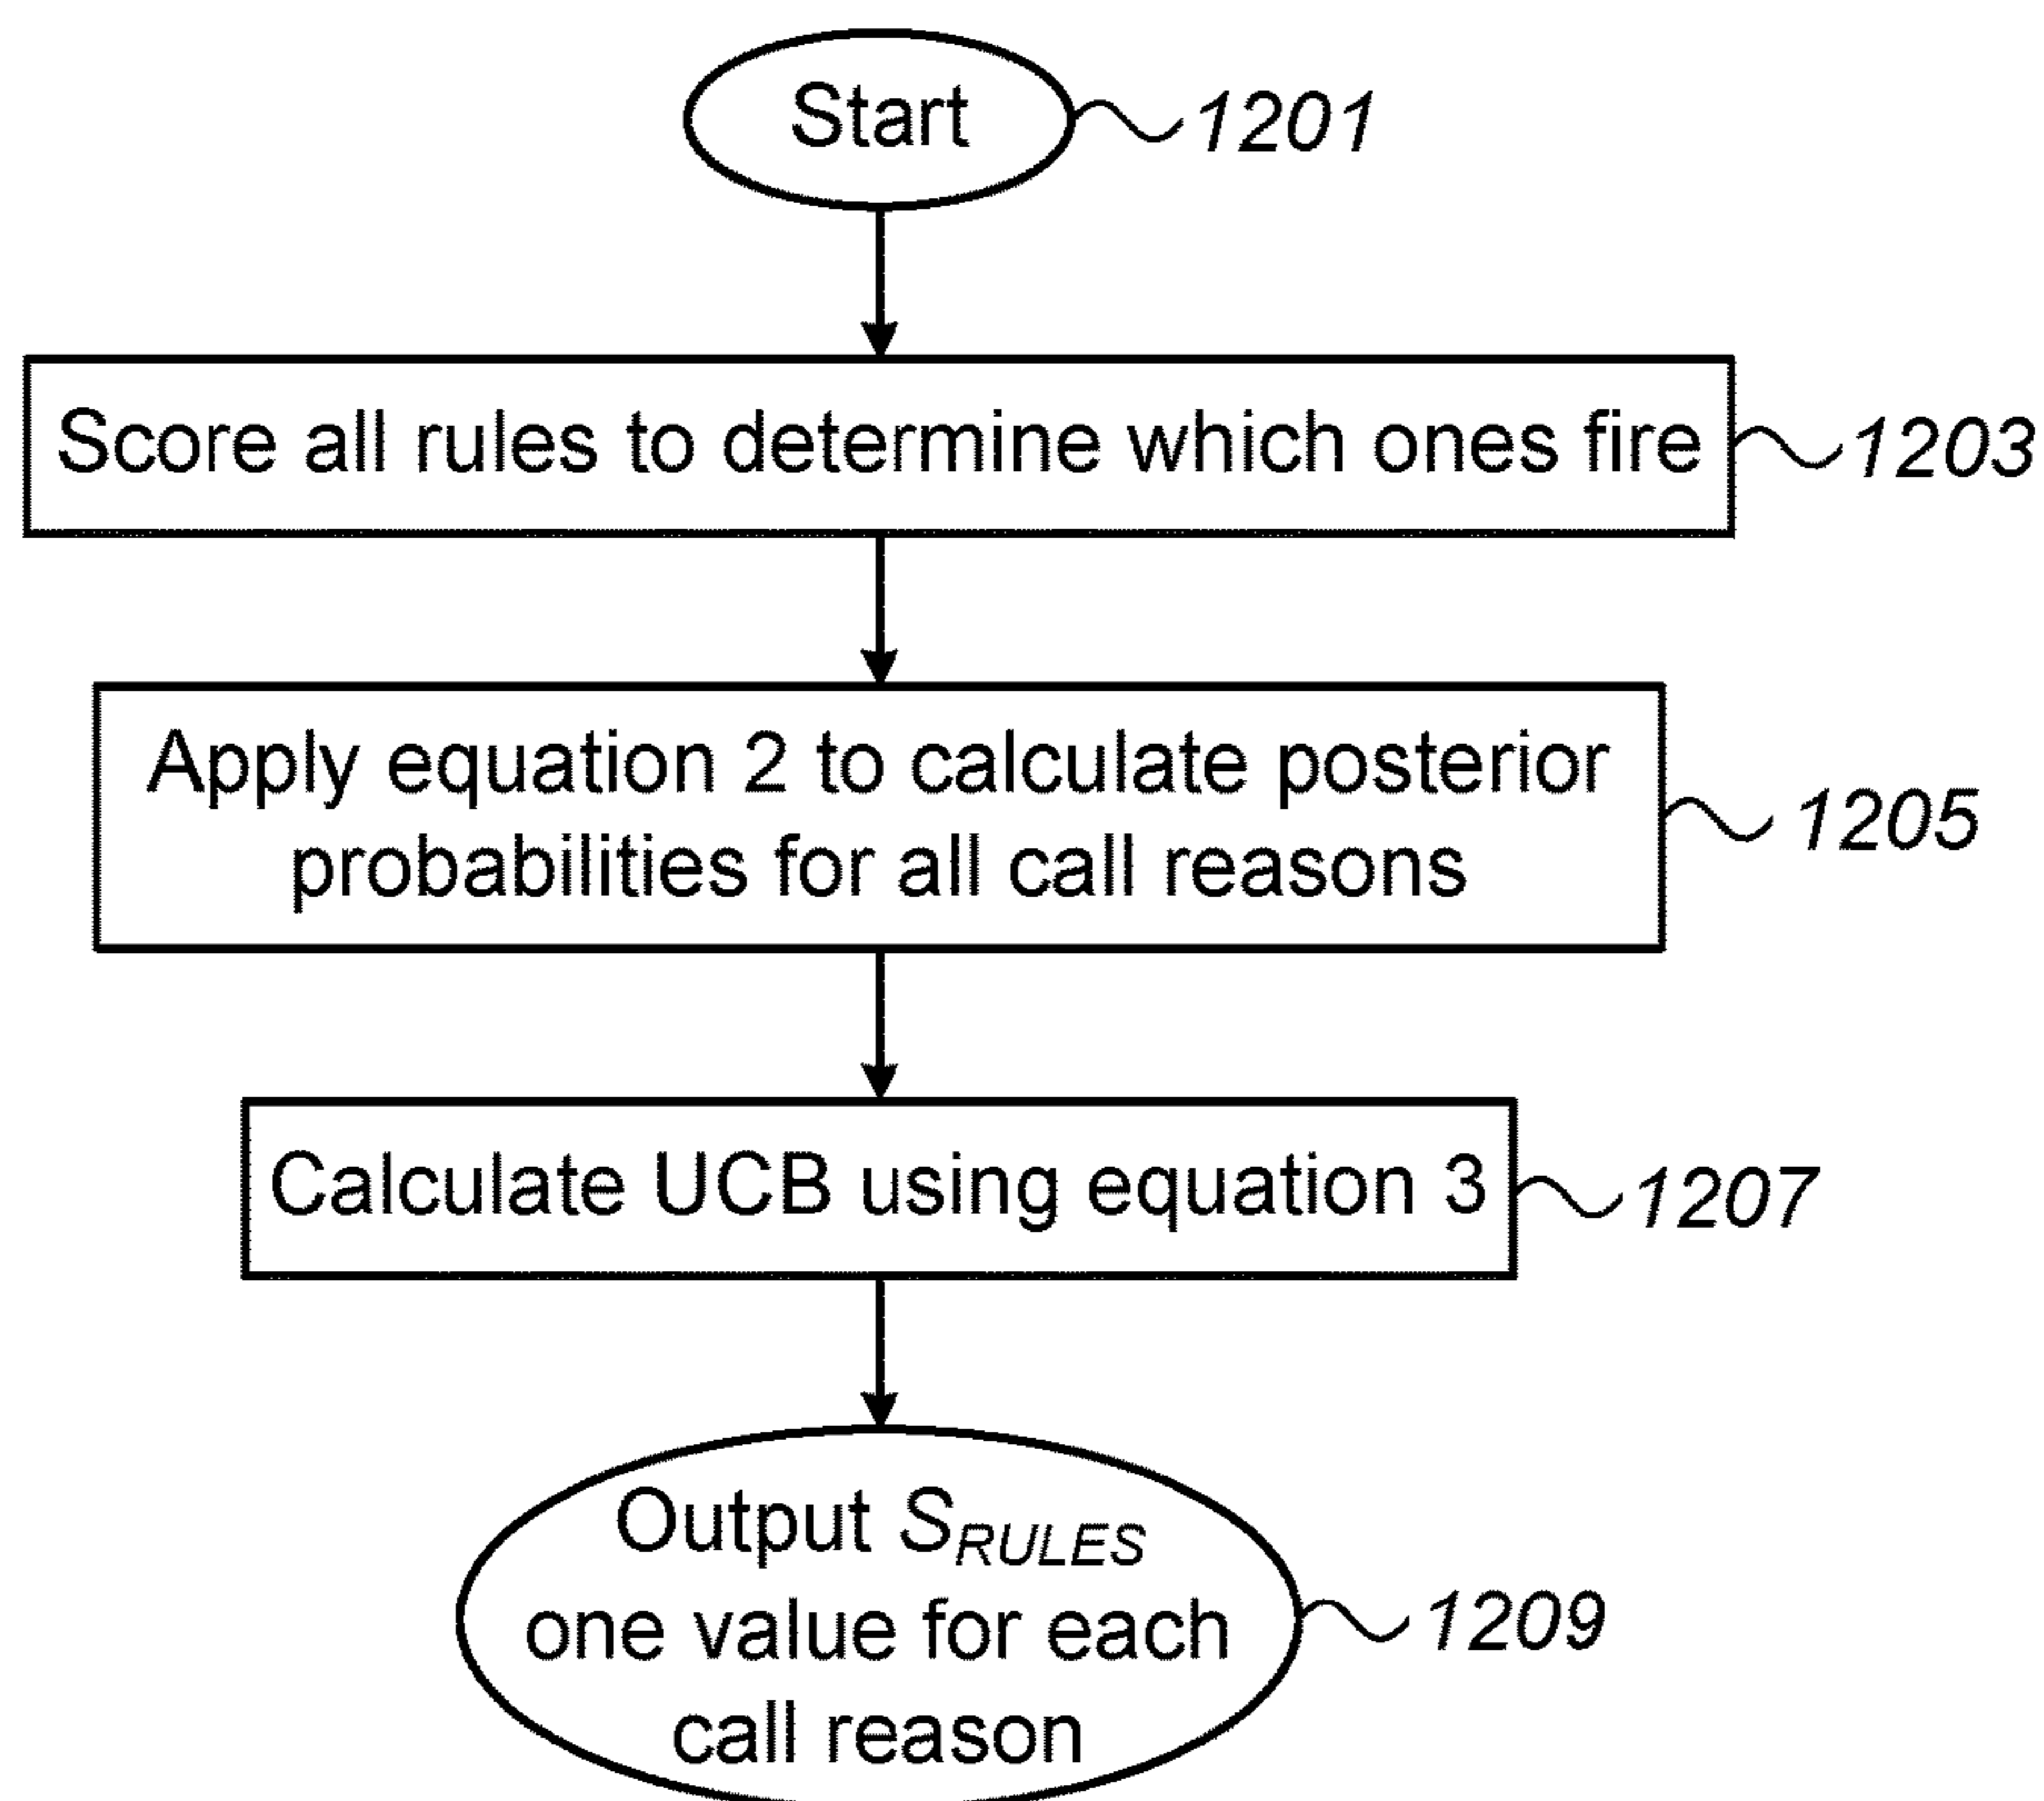 Start
1201
Score all rules to determine which ones fire
1203
Apply equation 2 to calculate posterior
probabilities for all call reasons
1205
Calculate UCB using equation 3
1207
Output S_RULES
one value for each
call reason
1209